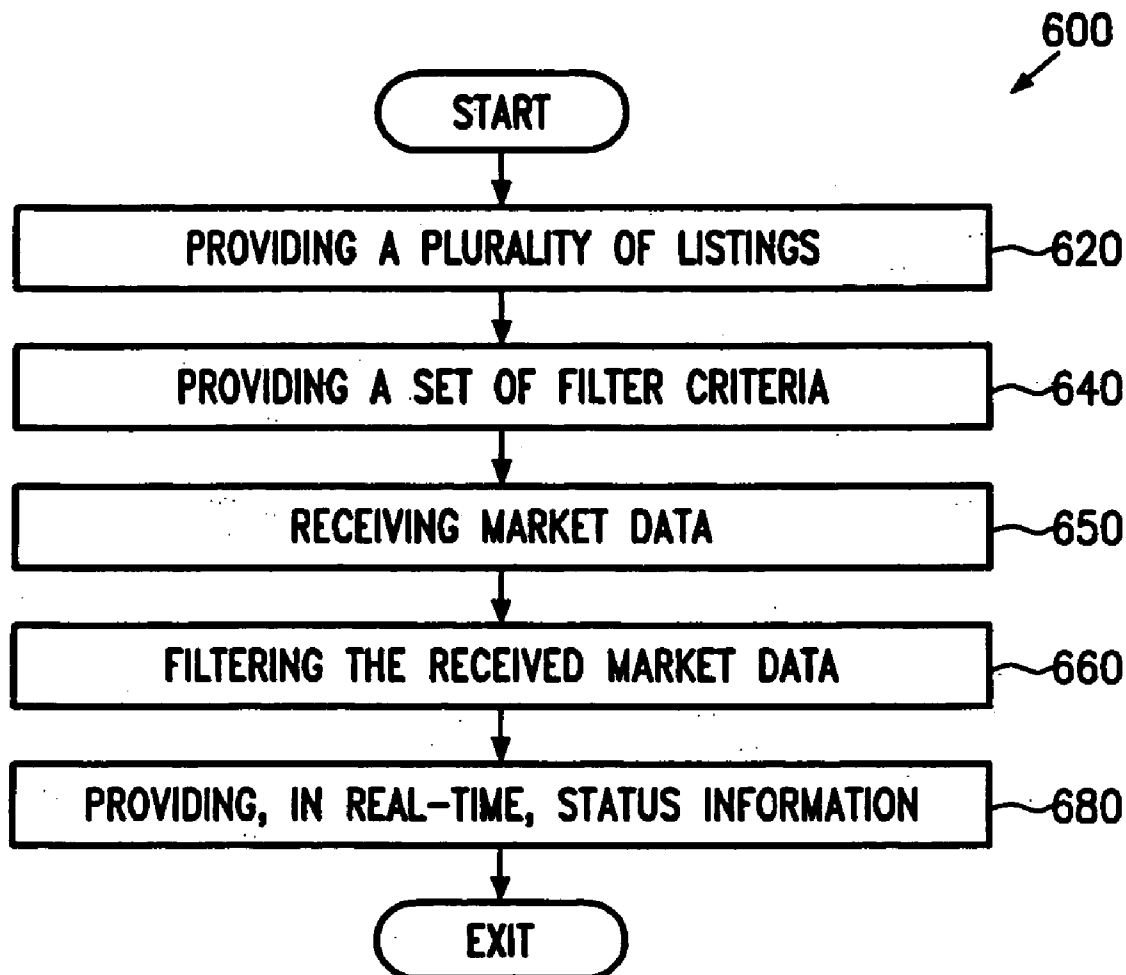 600
START
PROVIDING A PLURALITY OF LISTINGS 620
PROVIDING A SET OF FILTER CRITERIA 640
RECEIVING MARKET DATA 650
FILTERING THE RECEIVED MARKET DATA 660
PROVIDING, IN REAL-TIME, STATUS INFORMATION 680
EXIT